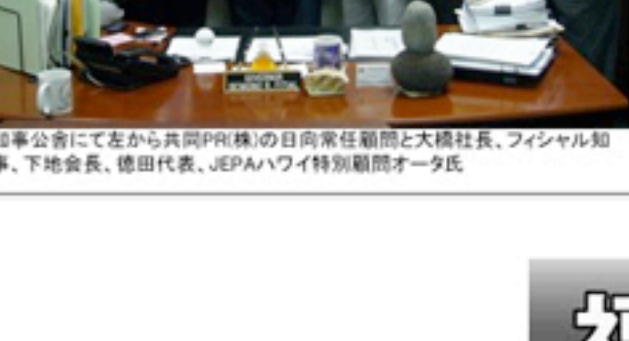 知事公舎にて左から共同PR(株)の日向常任顧問と大橋社長、フィシャル知
事、下地会長、徳田代表、JEPAハワイ特別顧問オータ氏
GOVERNOR